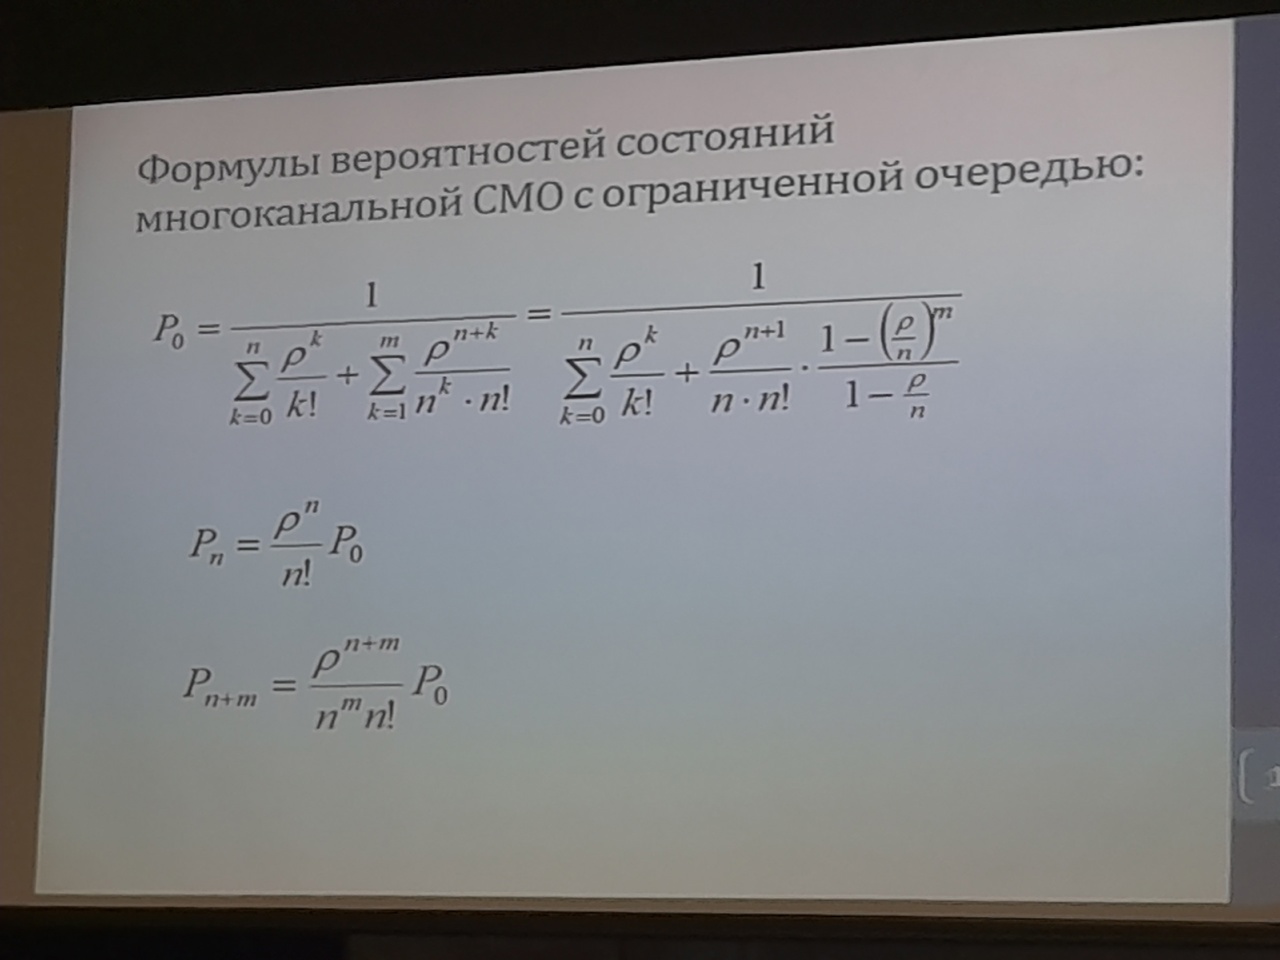 Формулы вероятностей состояний
многоканальной СМО с ограниченной очередью:
P_0 = \frac{1}{\sum_{k=0}^{n} \frac{\rho^k}{k!} + \sum_{k=1}^{m} \frac{\rho^{n+k}}{n^k \cdot n!}} = \frac{1}{\sum_{k=0}^{n} \frac{\rho^k}{k!} + \frac{\rho^{n+1}}{n \cdot n!} \cdot \frac{1 - \left(\frac{\rho}{n}\right)^m}{1 - \frac{\rho}{n}}}
P_n = \frac{\rho^n}{n!} P_0
P_{n+m} = \frac{\rho^{n+m}}{n^m n!} P_0